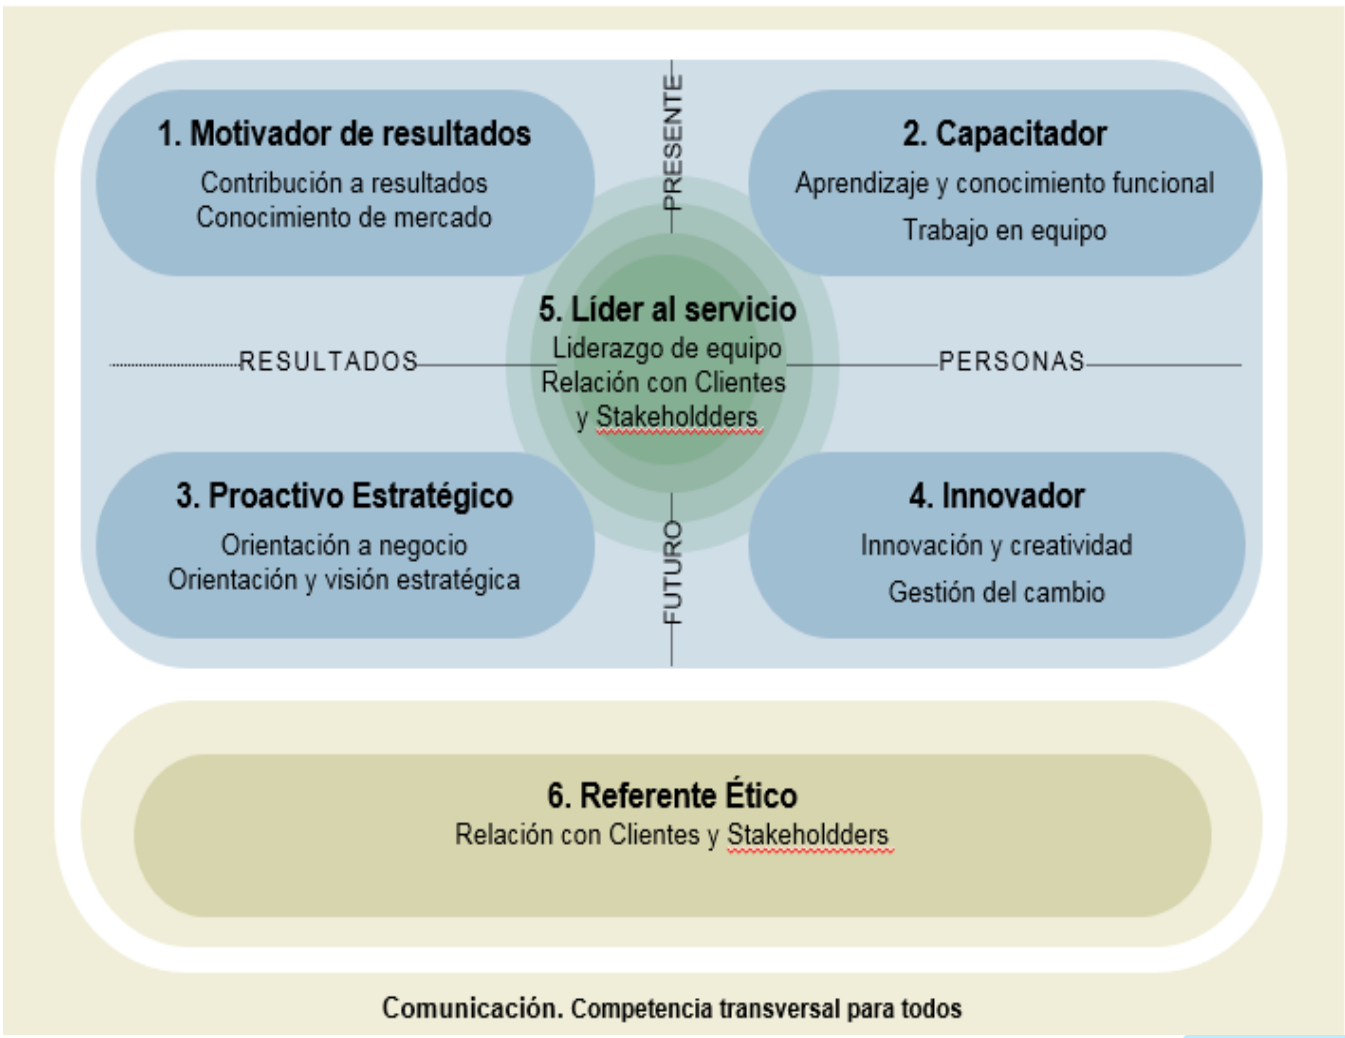 PRESENTE
1. Motivador de resultados
Contribución a resultados
Conocimiento de mercado
2. Capacitador
Aprendizaje y conocimiento funcional
Trabajo en equipo
5. Líder al servicio
Liderazgo de equipo
Relación con Clientes
y Stakeholdders
RESULTADOS
PERSONAS
3. Proactivo Estratégico
Orientación a negocio
Orientación y visión estratégica
FUTURO
4. Innovador
Innovación y creatividad
Gestión del cambio
6. Referente Ético
Relación con Clientes y Stakeholdders
Comunicación. Competencia transversal para todos